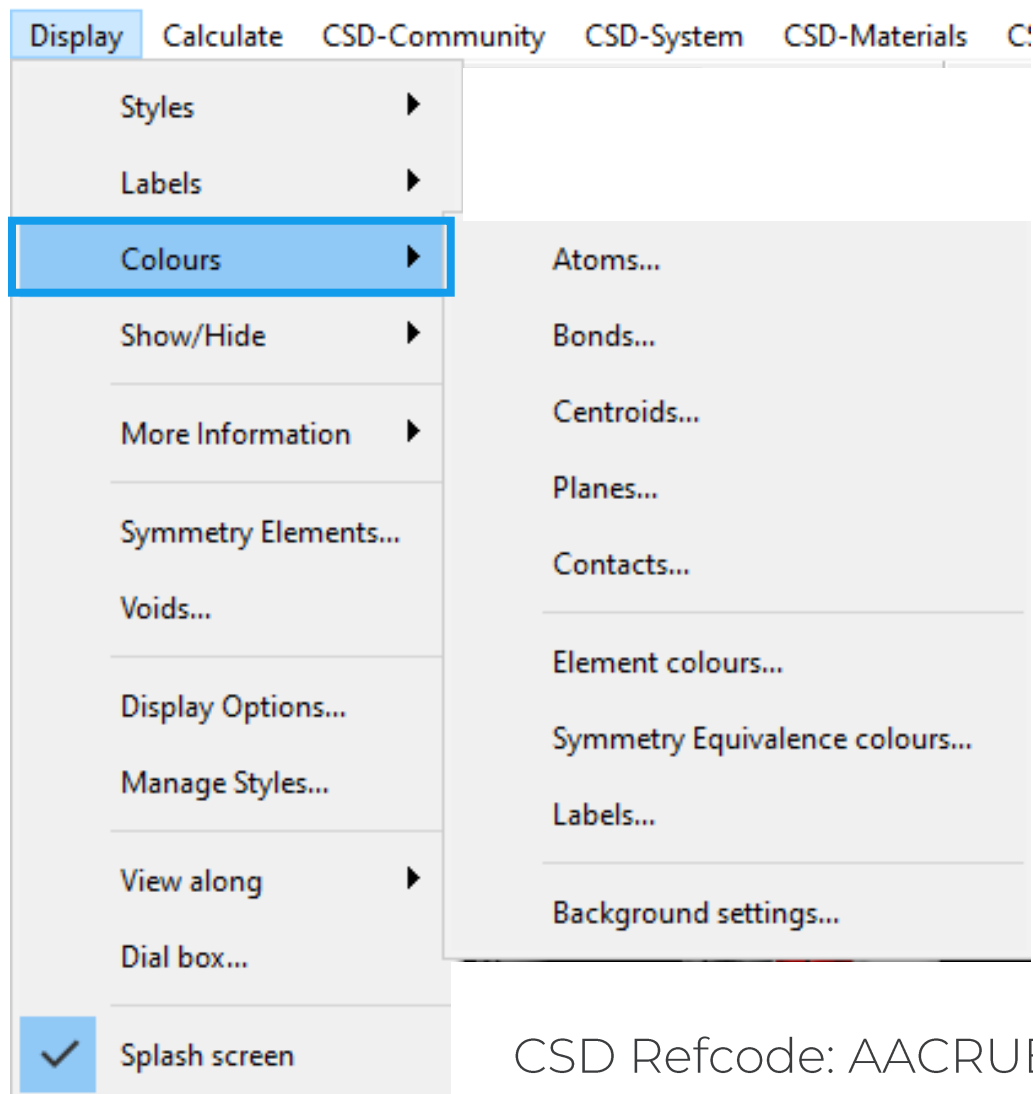 Display Calculate CSD-Community CSD-System CSD-Materials
Styles
Labels
Colours
Show/Hide
More Information
Symmetry Elements...
Voids...
Display Options...
Manage Styles...
View along
Dial box...
Splash screen
Atoms...
Bonds...
Centroids...
Planes...
Contacts...
Element colours...
Symmetry Equivalence colours...
Labels...
Background settings...
CSD Refcode: